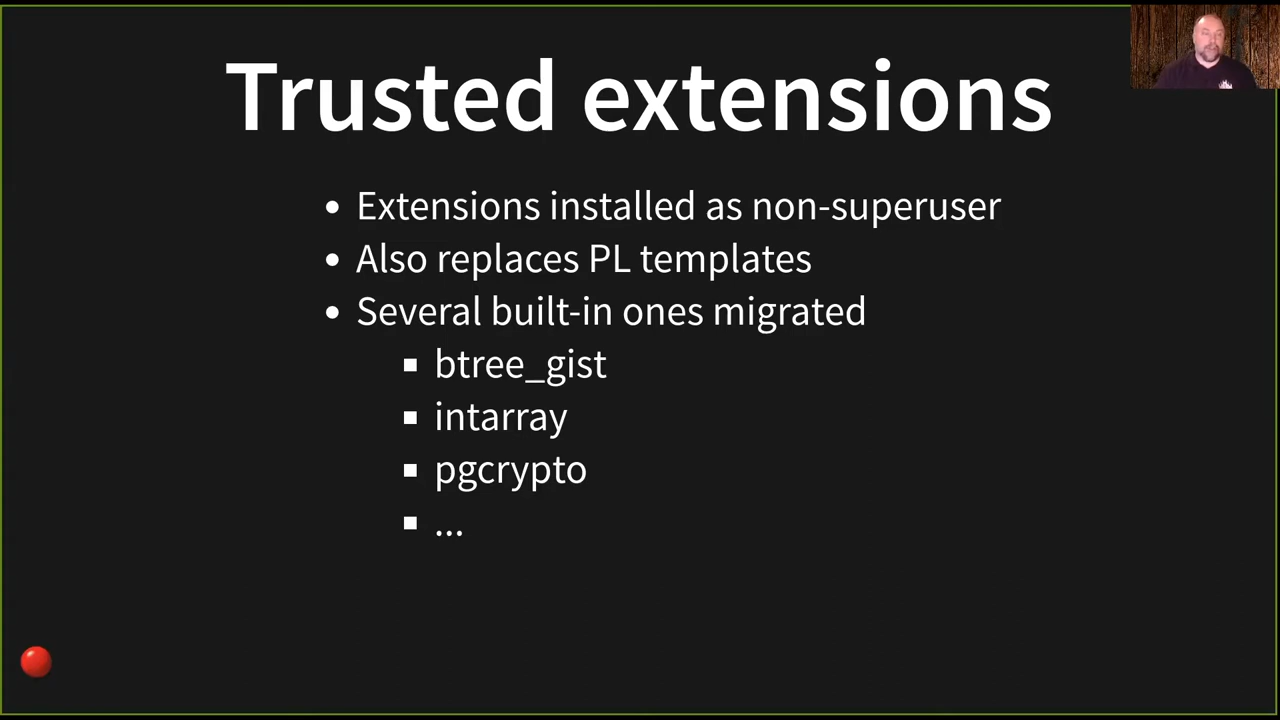 Trusted extensions
• Extensions installed as non-superuser
• Also replaces PL templates
• Several built-in ones migrated
▪ btree_gist
▪ intarray
▪ pgcrypto
▪ ...